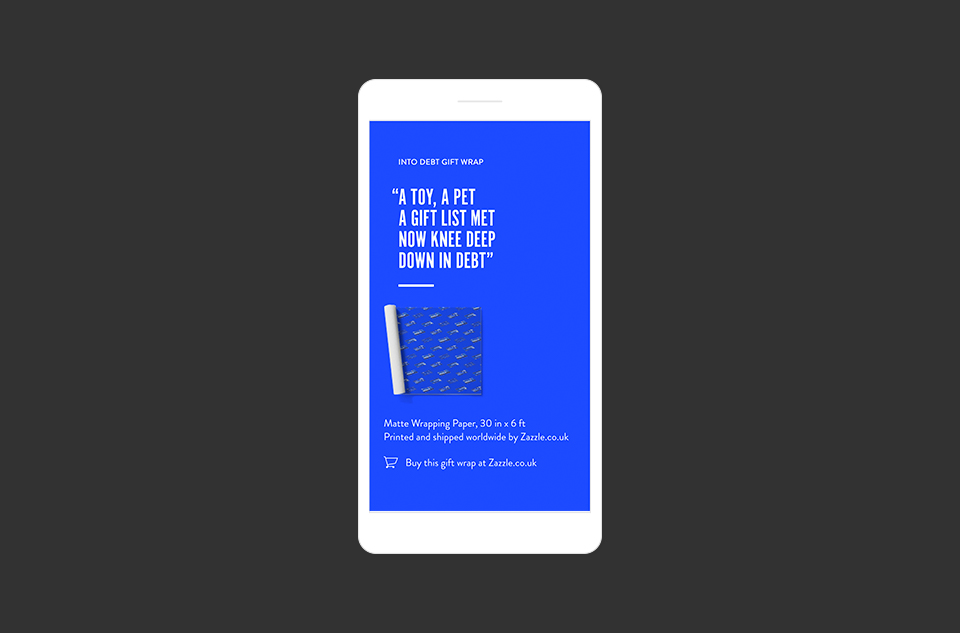 INTO DEBT GIFT WRAP
“A TOY, A PET
A GIFT LIST MET
NOW KNEE DEEP
DOWN IN DEBT”
Matte Wrapping Paper, 30 in x 6 ft
Printed and shipped worldwide by Zazzle.co.uk
Buy this gift wrap at Zazzle.co.uk